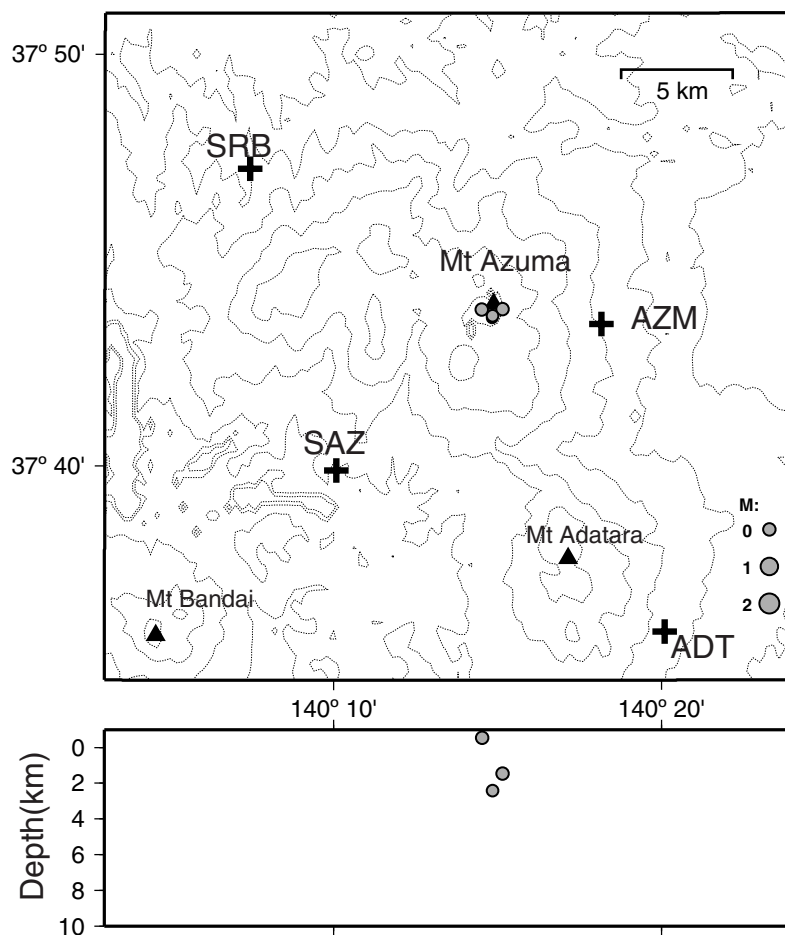 37º 50'
5 km
SRB
Mt Azuma
AZM
SAZ
37º 40'
M:
0
1
2
Mt Adatara
Mt Bandai
ADT
140º 10'
140º 20'
Depth(km)
0
2
4
6
8
10